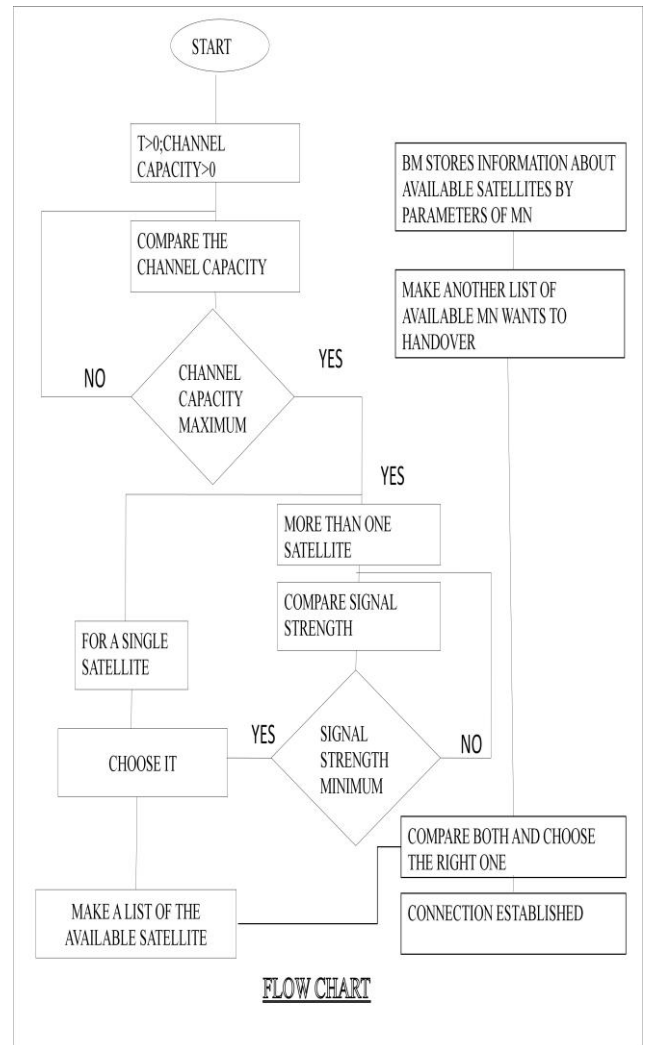 START
T>0;CHANNEL
CAPACITY>0
COMPARE THE
CHANNEL CAPACITY
CHANNEL
CAPACITY
MAXIMUM
NO
YES
YES
MORE THAN ONE
SATELLITE
COMPARE SIGNAL
STRENGTH
FOR A SINGLE
SATELLITE
SIGNAL
STRENGTH
MINIMUM
YES
NO
CHOOSE IT
MAKE A LIST OF THE
AVAILABLE SATELLITE
BM STORES INFORMATION ABOUT
AVAILABLE SATELLITES BY
PARAMETERS OF MN
MAKE ANOTHER LIST OF
AVAILABLE MN WANTS TO
HANDOVER
COMPARE BOTH AND CHOOSE
THE RIGHT ONE
CONNECTION ESTABLISHED
FLOW CHART